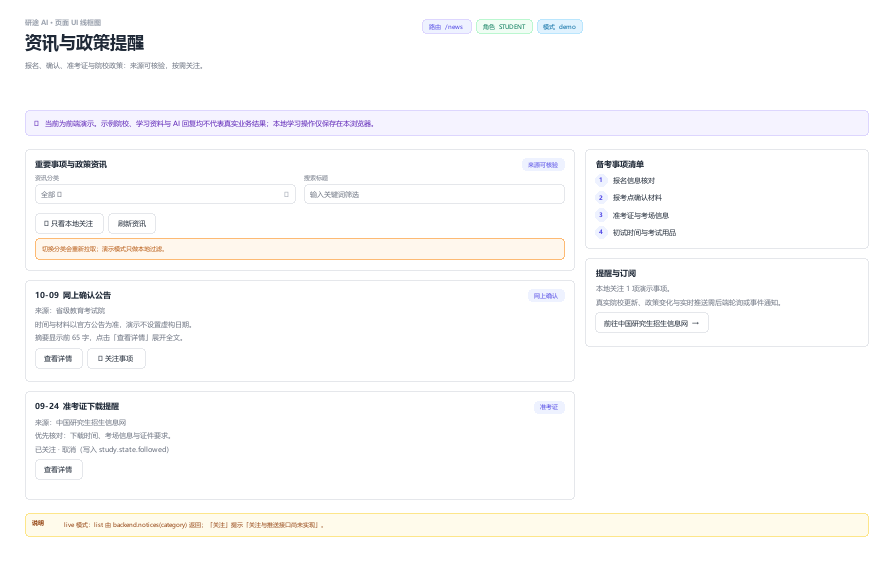 研途 AI • 页面 UI 线框图
资讯与政策提醒
报名、确认、准考证与院校政策：来源可核验，按需关注。
路由 /news
角色 STUDENT
模式 demo
当前为前端演示。示例院校、学习资料与 AI 回复均不代表真实业务结果；本地学习操作仅保存在本浏览器。
重要事项与政策资讯
来源可核验
资讯分类
搜索标题
全部
输入关键词筛选
只看本地关注
刷新资讯
切换分类会重新拉取；演示模式只做本地过滤。
10-09 网上确认公告
网上确认
来源：省级教育考试院
时间与材料以官方公告为准，演示不设置虚构日期。
摘要显示前 65 字，点击「查看详情」展开全文。
查看详情
关注事项
09-24 准考证下载提醒
准考证
来源：中国研究生招生信息网
优先核对：下载时间、考场信息与证件要求。
已关注 · 取消（写入 study.state.followed）
查看详情
备考事项清单
1 报名信息核对
2 报考点确认材料
3 准考证与考场信息
4 初试时间与考试用品
提醒与订阅
本地关注 1 项演示事项。
真实院校更新、政策变化与实时推送需后端轮询或事件通知。
前往中国研究生招生信息网 →
说明 live 模式：list 由 backend.notices(category) 返回；「关注」提示「关注与推送接口尚未实现」。